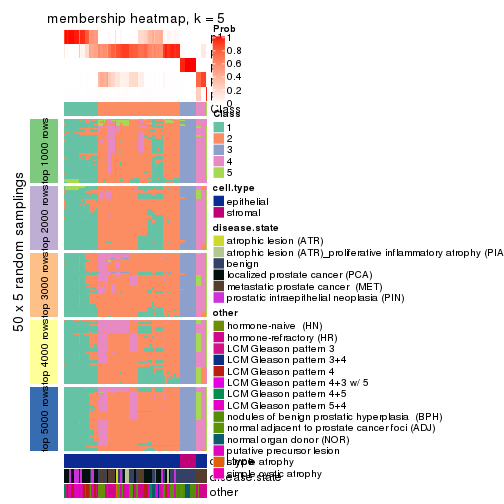 membership heatmap, k = 5
Prob
1
0.8
0.6
0.4
0.2
0
Class
Class
1
2
3
4
5
cell.type
epithelial
stromal
disease.state
atrophic lesion (ATR)
atrophic lesion (ATR)_proliferative inflammatory atrophy (PIA
benign
localized prostate cancer (PCA)
metastatic prostate cancer (MET)
prostatic intraepithelial neoplasia (PIN)
other
hormone-naive (HN)
hormone-refractory (HR)
LCM Gleason pattern 3
LCM Gleason pattern 3+4
LCM Gleason pattern 4
LCM Gleason pattern 4+3 w/ 5
LCM Gleason pattern 4+5
LCM Gleason pattern 5+4
nodules of benign prostatic hyperplasia (BPH)
normal adjacent to prostate cancer foci (ADJ)
normal organ donor (NOR)
putative precursor lesion
simple atrophy
simple cystic atrophy
disease.state
other
50 x 5 random samplings
top 1000 rows
top 2000 rows
top 3000 rows
top 4000 rows
top 5000 rows